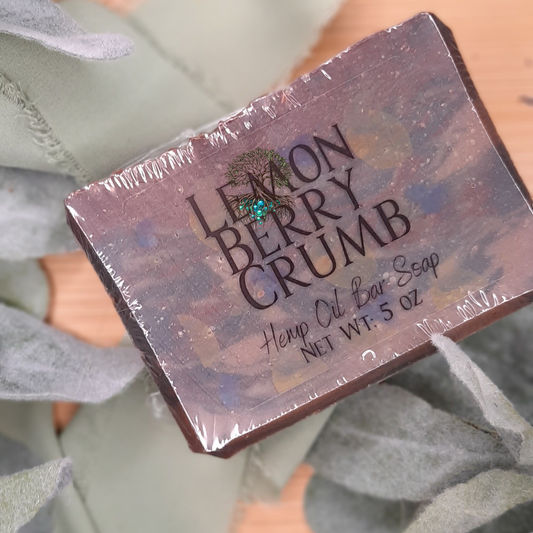 LEMON
BERRY
CRUMB
Hemp Oil Bar Soap
NET WT. 5 OZ